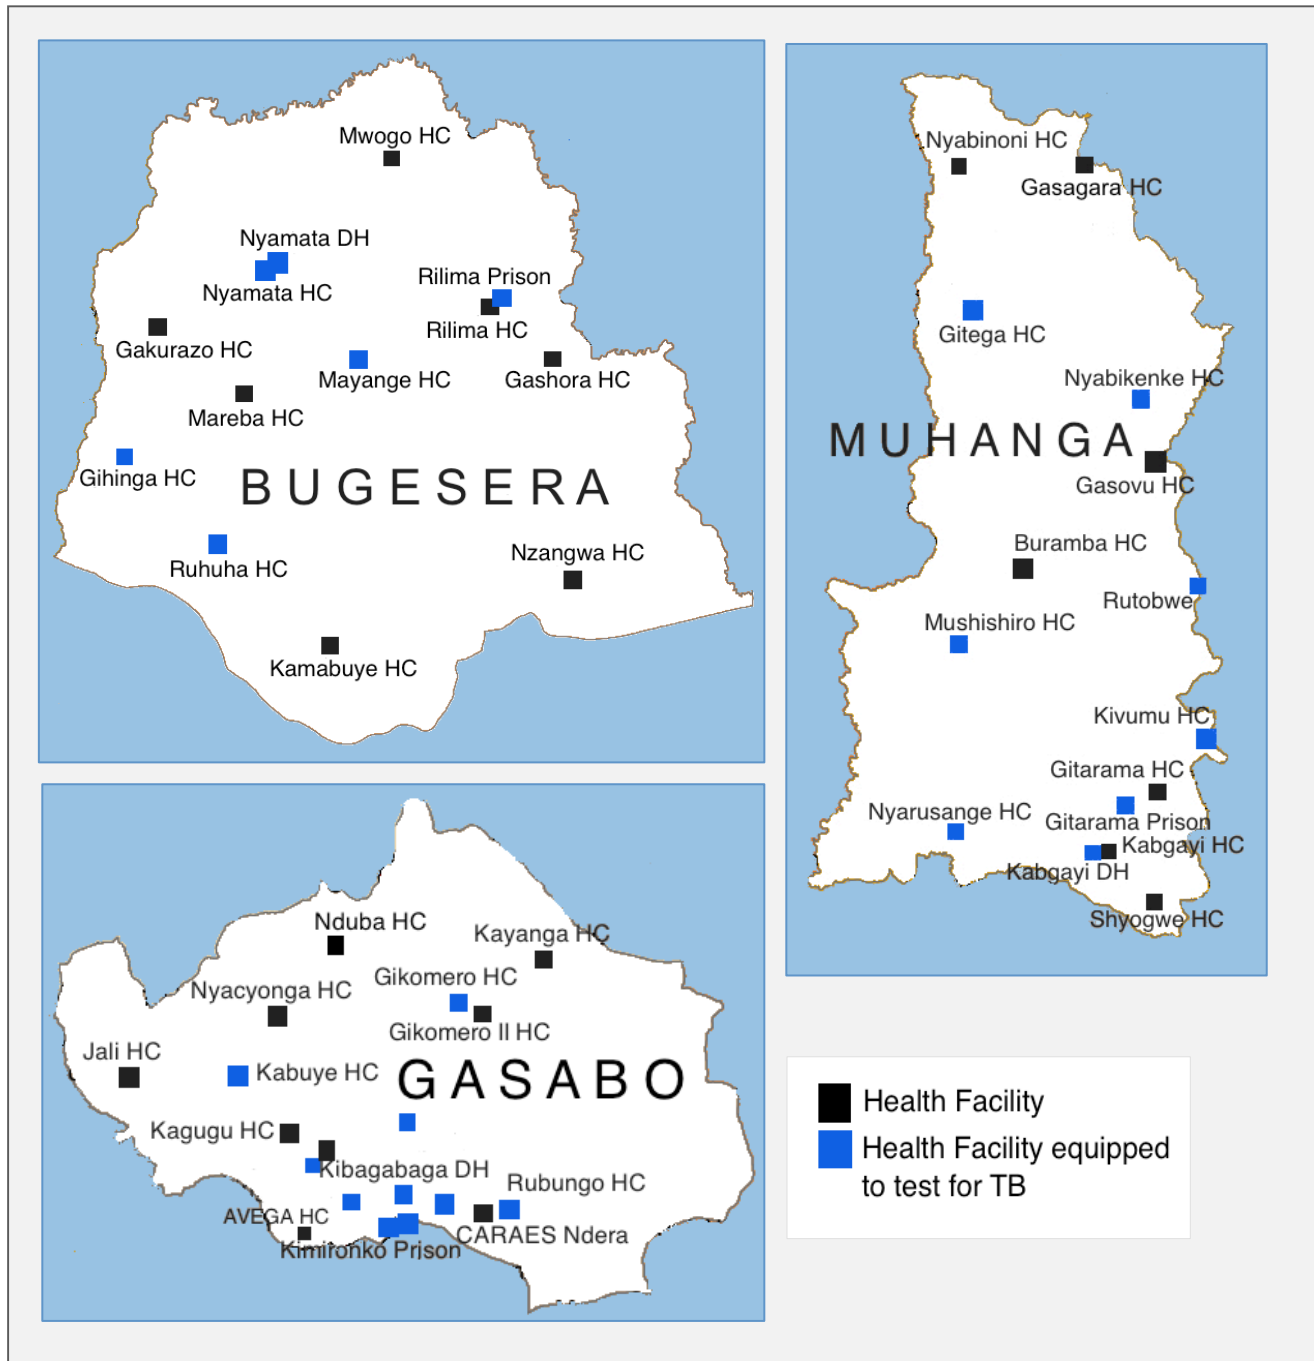 Mwogo HC
Nyamata DH
Nyamata HC
Rilima Prison
Rilima HC
Gakurazo HC
Mayange HC
Gashora HC
Mareba HC
Gihinga HC
BUGESERA
Ruhuha HC
Nzangwa HC
Kamabuye HC
Nyabinoni HC
Gasagara HC
Gitega HC
Nyabikenke HC
MUHANGA
Gasovu HC
Buramba HC
Rutobwe
Mushishiro HC
Kivumu HC
Gitarama HC
Nyarusange HC
Gitarama Prison
Kabgayi HC
Kabgayi DH
Shyogwe HC
Nduba HC
Kayanga HC
Gikomero HC
Nyacyonga HC
Gikomero II HC
Jali HC
Kabuye HC
GASABO
Kagugu HC
Kibagabaga DH
Rubungo HC
AVEGA HC
CARAES Ndera
Kimironko Prison
Health Facility
Health Facility equipped
to test for TB